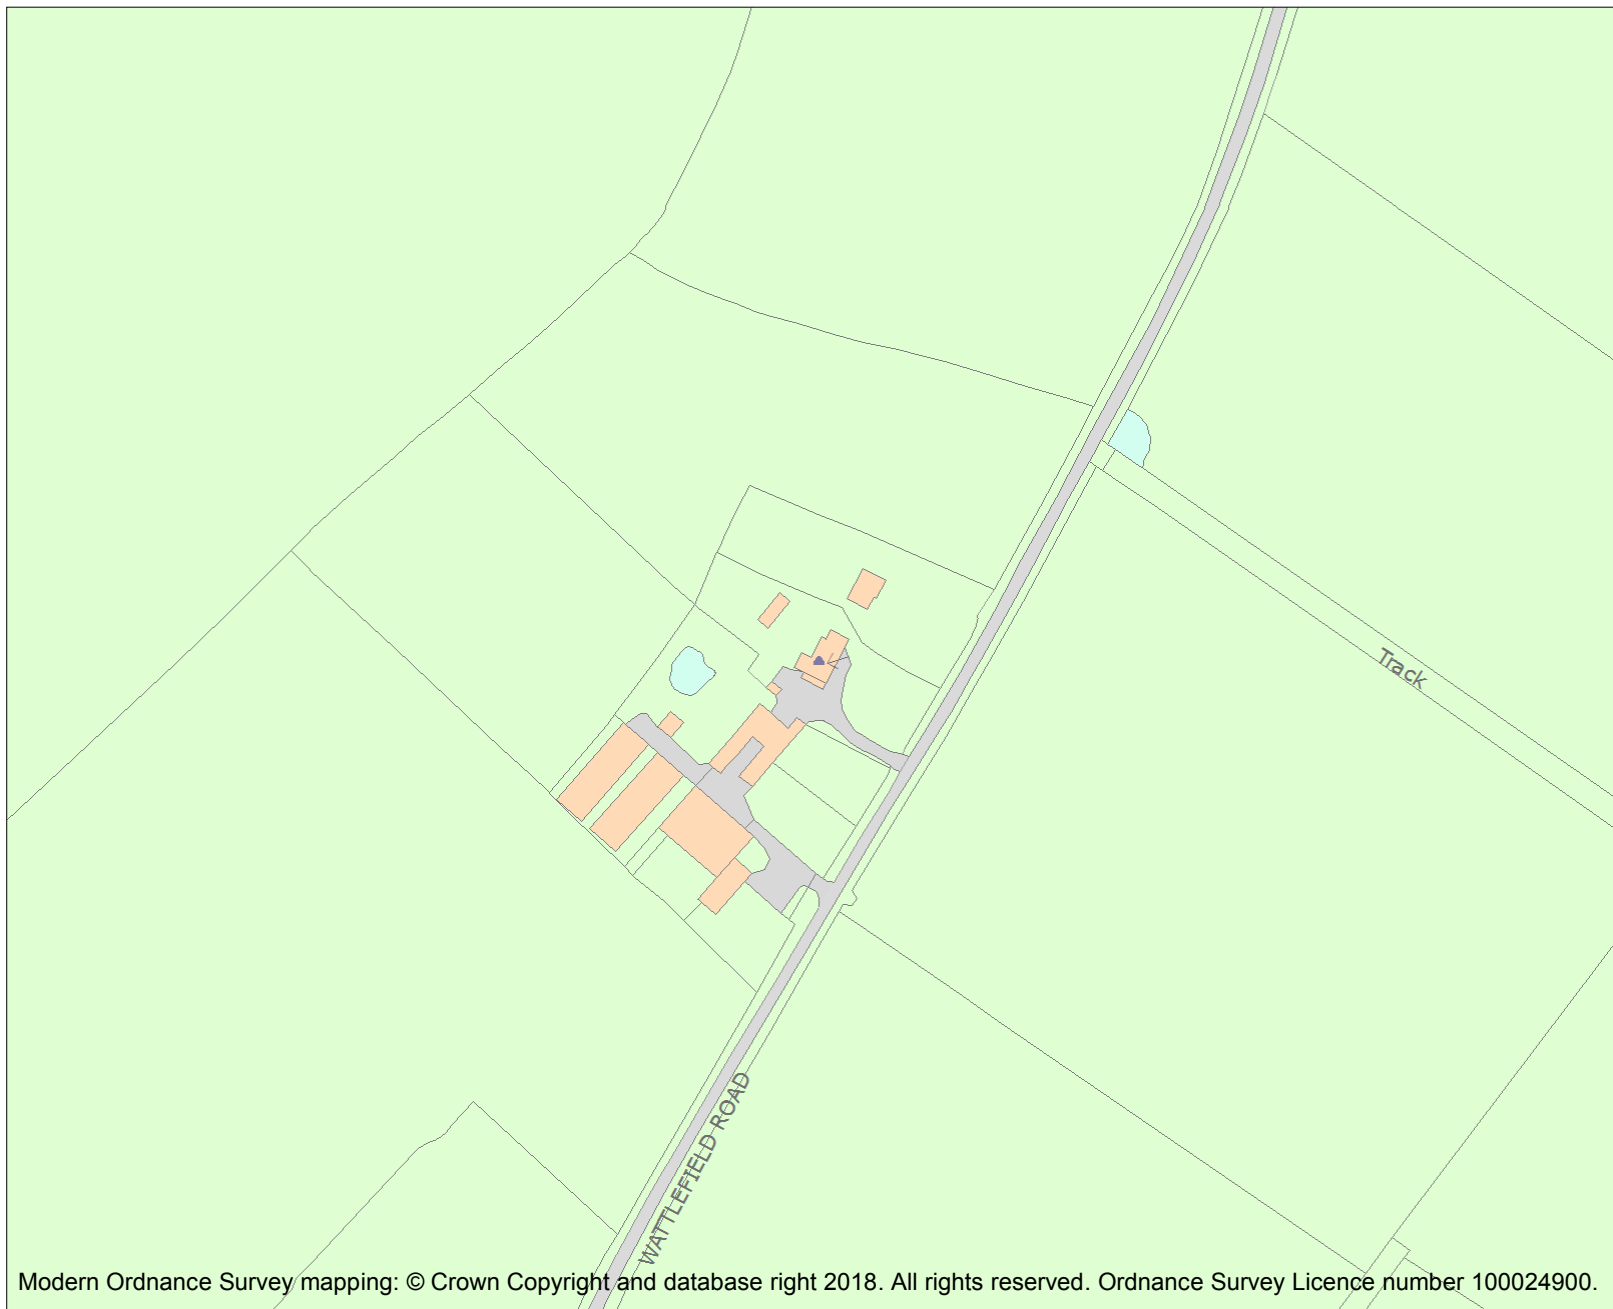 Track
WATTLEFIELD ROAD
Modern Ordnance Survey mapping: © Crown Copyright and database right 2018. All rights reserved. Ordnance Survey Licence number 100024900.